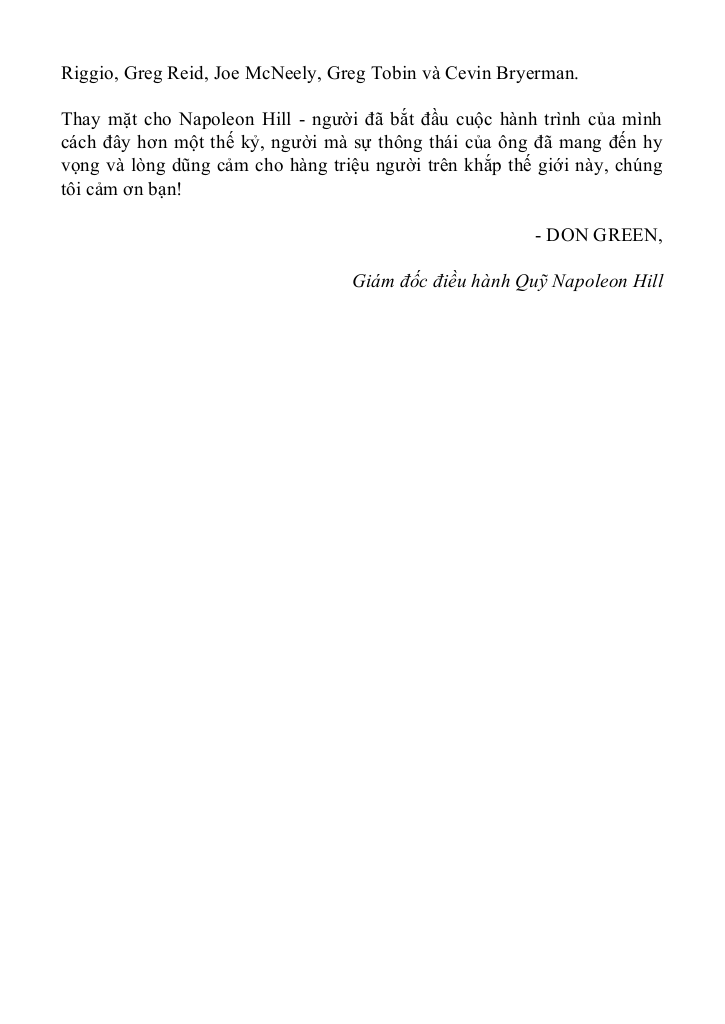 Riggio, Greg Reid, Joe McNeely, Greg Tobin và Cevin Bryerman.
Thay mặt cho Napoleon Hill - người đã bắt đầu cuộc hành trình của mình
cách đây hơn một thế kỷ, người mà sự thông thái của ông đã mang đến hy
vọng và lòng dũng cảm cho hàng triệu người trên khắp thế giới này, chúng
tôi cảm ơn bạn!
- DON GREEN,
Giám đốc điều hành Quỹ Napoleon Hill